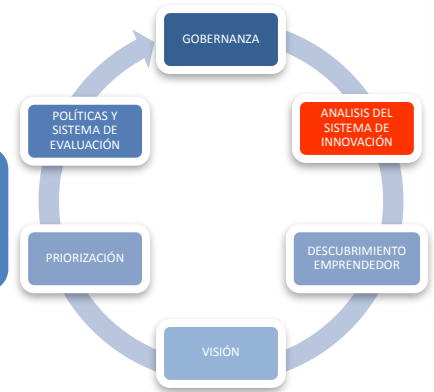 GOBERNANZA
ANALISIS DEL
SISTEMA DE
INNOVACIÓN
DESCUBRIMIENTO
EMPRENDEDOR
VISIÓN
PRIORIZACIÓN
POLÍTICAS Y
SISTEMA DE
EVALUACIÓN